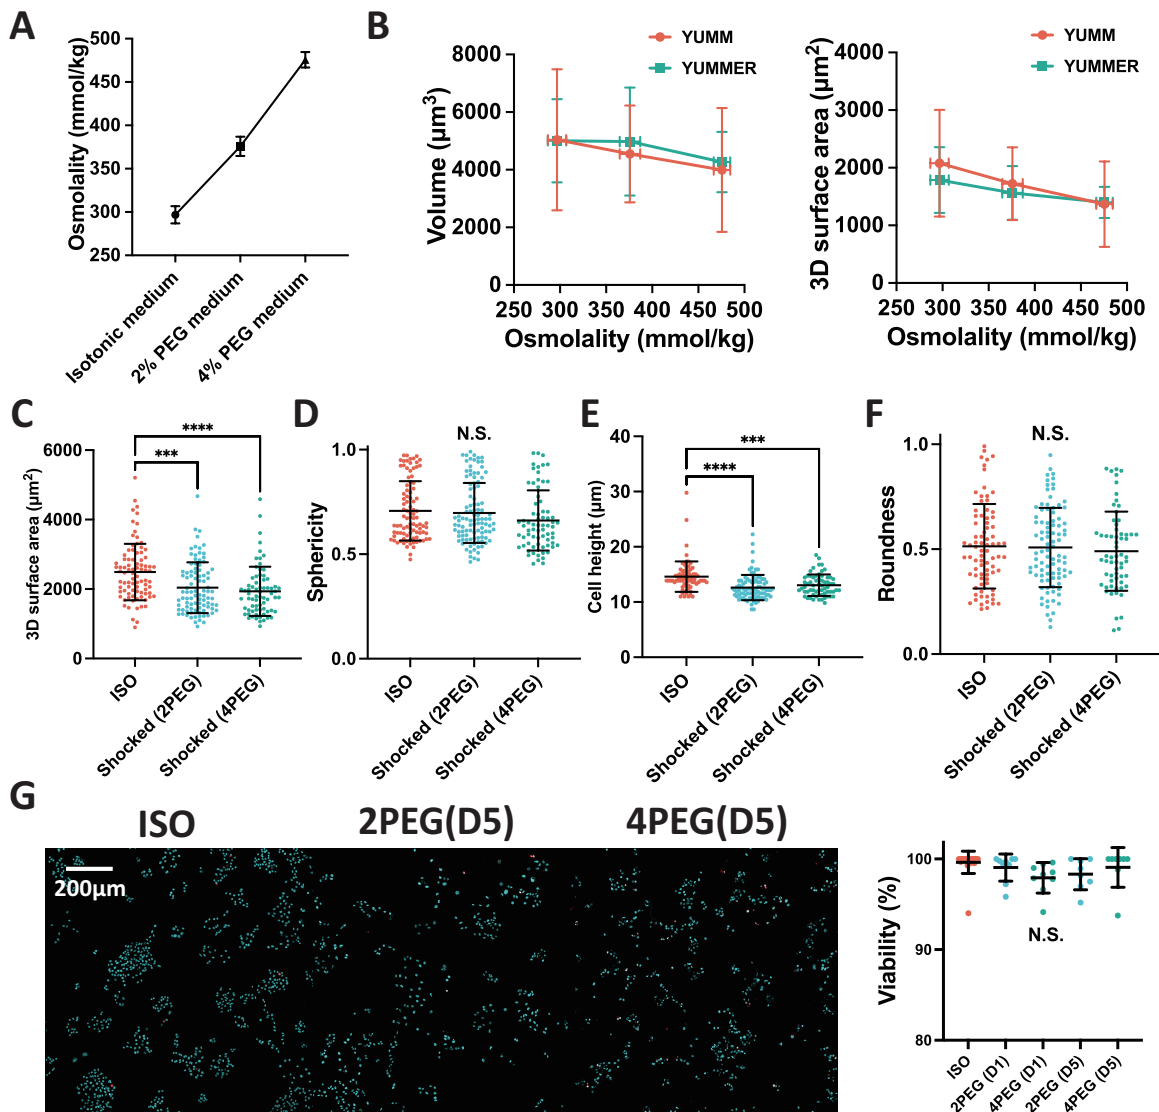 A
Osmolality (mmol/kg)
500
450
400
350
300
250
Isotonic medium
2% PEG medium
4% PEG medium
B
YUMM
YUMMER
Volume (µm³)
8000
6000
4000
2000
0
250 300 350 400 450 500
Osmolality (mmol/kg)
YUMM
YUMMER
3D surface area (µm²)
4000
3000
2000
1000
0
250 300 350 400 450 500
Osmolality (mmol/kg)
C
3D surface area (µm²)
6000
4000
2000
0
****
***
ISO
Shocked (2PEG)
Shocked (4PEG)
D
Sphericity
1.0
0.5
0.0
N.S.
ISO
Shocked (2PEG)
Shocked (4PEG)
E
Cell height (µm)
40
30
20
10
0
***
****
ISO
Shocked (2PEG)
Shocked (4PEG)
F
Roundness
1.0
0.5
0.0
N.S.
ISO
Shocked (2PEG)
Shocked (4PEG)
G
ISO
2PEG(D5)
4PEG(D5)
200µm
Viability (%)
100
90
80
N.S.
ISO
2PEG (D1)
4PEG (D1)
2PEG (D5)
4PEG (D5)